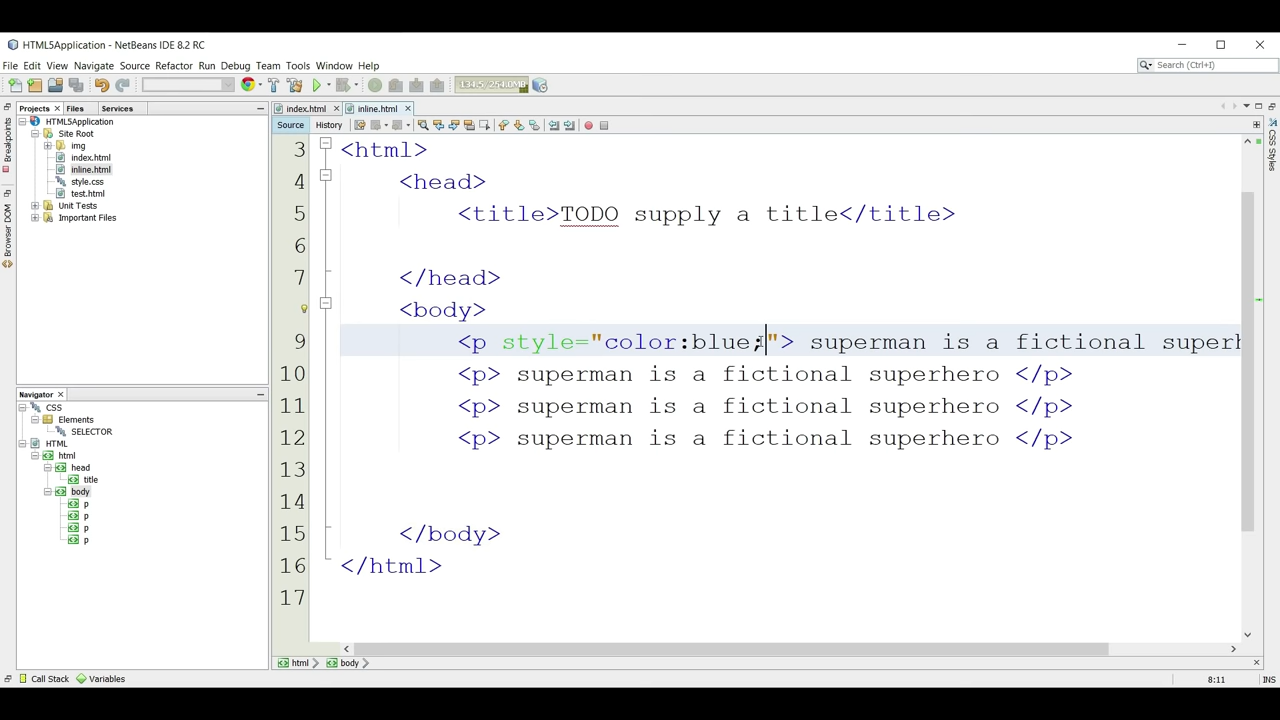 HTML5Application - NetBeans IDE 8.2 RC
File Edit View Navigate Source Refactor Run Debug Team Tools Window Help
Search (Ctrl+I)
Projects Files Services
index.html inline.html
Source History
HTML5Application
Site Root
img
index.html
inline.html
style.css
test.html
Unit Tests
Important Files
Breakpoints
Browser DOM
CSS Styles
Navigator
CSS
Elements
SELECTOR
HTML
html
head
title
body
p
p
p
p
3 <html>
4 <head>
5 <title>TODO supply a title</title>
6
7 </head>
<body>
9 <p style="color:blue;"> superman is a fictional superh
10 <p> superman is a fictional superhero </p>
11 <p> superman is a fictional superhero </p>
12 <p> superman is a fictional superhero </p>
13
14
15 </body>
16 </html>
17
html body
Call Stack Variables
8:11 INS